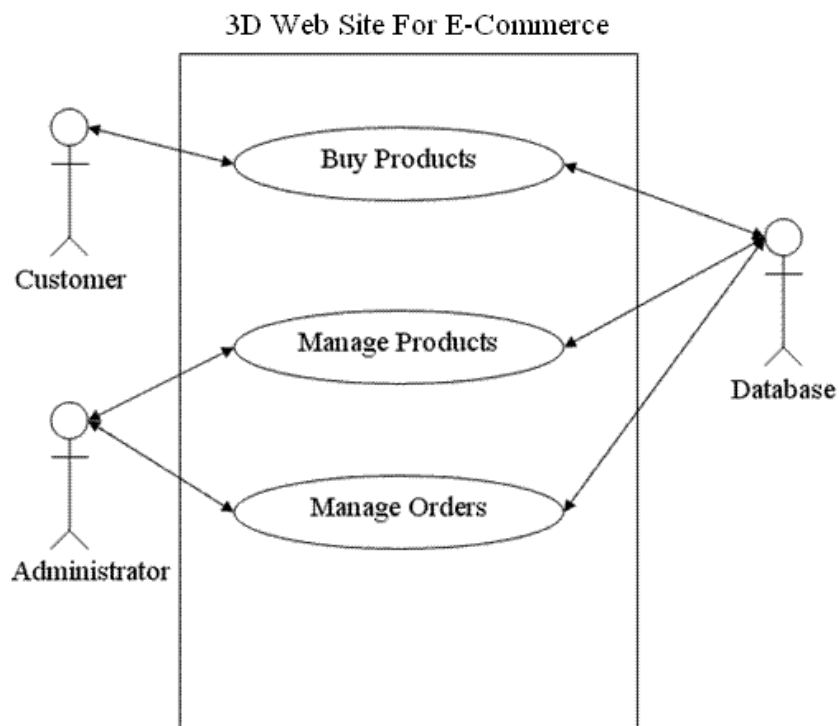 3D Web Site For E-Commerce
Buy Products
Customer
Manage Products
Database
Manage Orders
Administrator